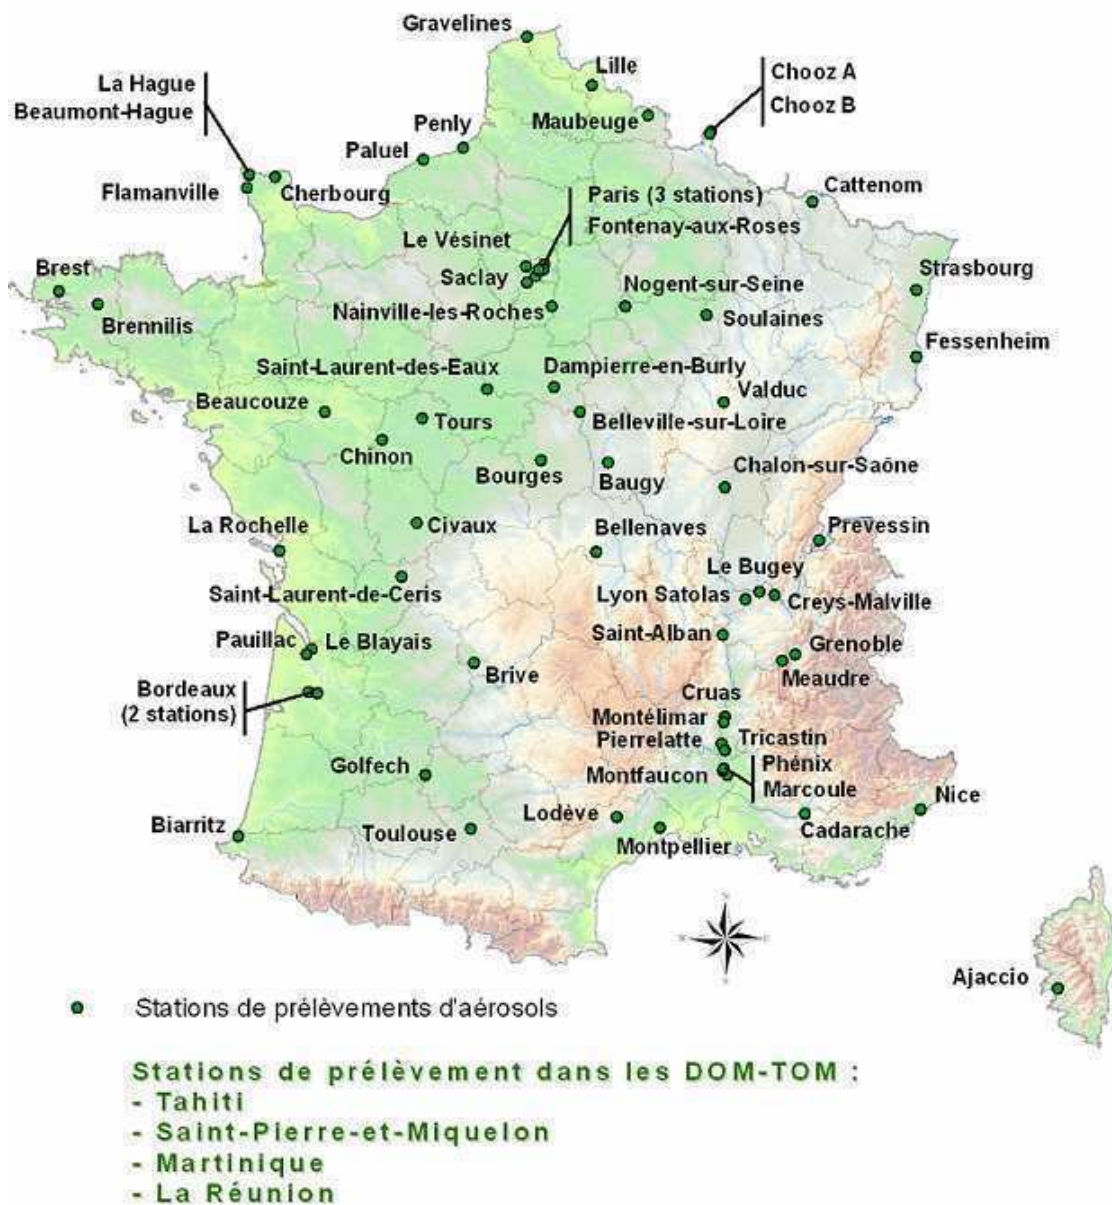 Gravelines
Lille
La Hague
Beaumont-Hague
Chooz A
Chooz B
Maubeuge
Penly
Paluel
Flamanville
Cherbourg
Cattenom
Paris (3 stations)
Fontenay-aux-Roses
Le Vésinet
Saclay
Brest
Brennilis
Strasbourg
Nogent-sur-Seine
Nainville-les-Roches
Soulaines
Fessenheim
Saint-Laurent-des-Eaux
Dampierre-en-Burly
Valduc
Beaucouze
Tours
Belleville-sur-Loire
Chinon
Bourges
Baugy
Chalon-sur-Saône
La Rochelle
Civaux
Bellenaves
Prevessin
Le Bugey
Saint-Laurent-de-Ceris
Lyon Satolas
Creys-Malville
Pauillac
Le Blayais
Saint-Alban
Grenoble
Meaudre
Brive
Bordeaux
(2 stations)
Cruas
Montélimar
Pierrelatte
Tricastin
Golfech
Montfaucon
Phénix
Marcoule
Nice
Biarritz
Toulouse
Lodève
Montpellier
Cadarache
Ajaccio
Stations de prélèvements d'aérosols
Stations de prélèvement dans les DOM-TOM :
- Tahiti
- Saint-Pierre-et-Miquelon
- Martinique
- La Réunion